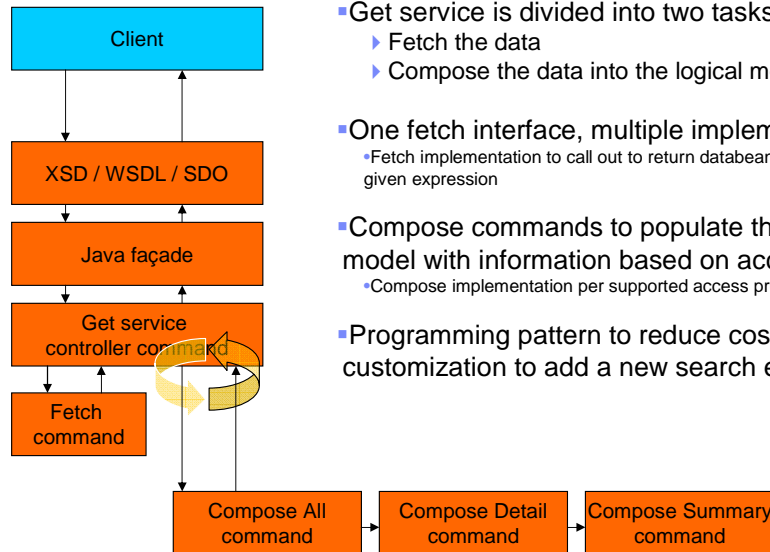 Client
XSD / WSDL / SDO
Java façade
Get service
controller command
Fetch
command
Compose All
command
Compose Detail
command
Compose Summary
command
Get service is divided into two tasks
Fetch the data
Compose the data into the logical m
One fetch interface, multiple implem
Fetch implementation to call out to return databean
given expression
Compose commands to populate th
model with information based on acc
Compose implementation per supported access pr
Programming pattern to reduce cos
customization to add a new search e